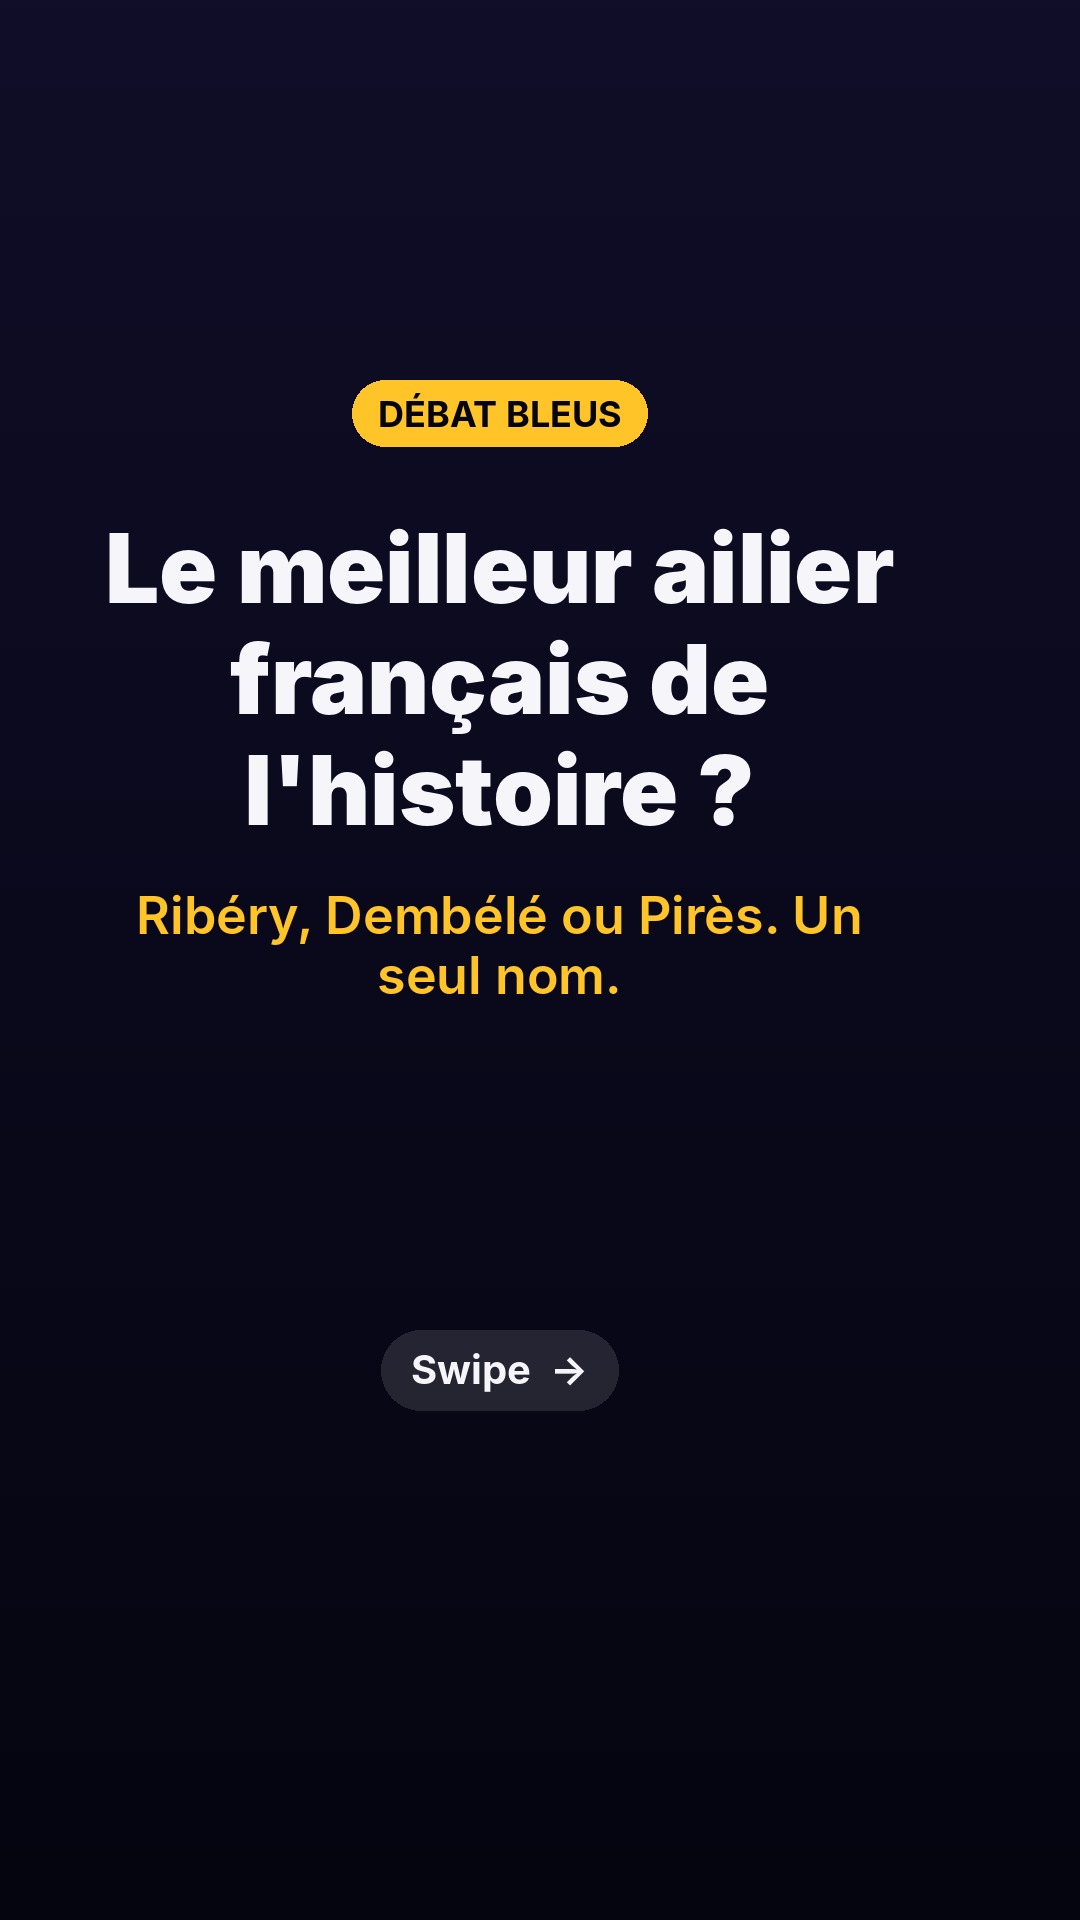 DÉBAT BLEUS
Le meilleur ailier
français de
l'histoire ?
Ribéry, Dembélé ou Pirès. Un
seul nom.
Swipe →